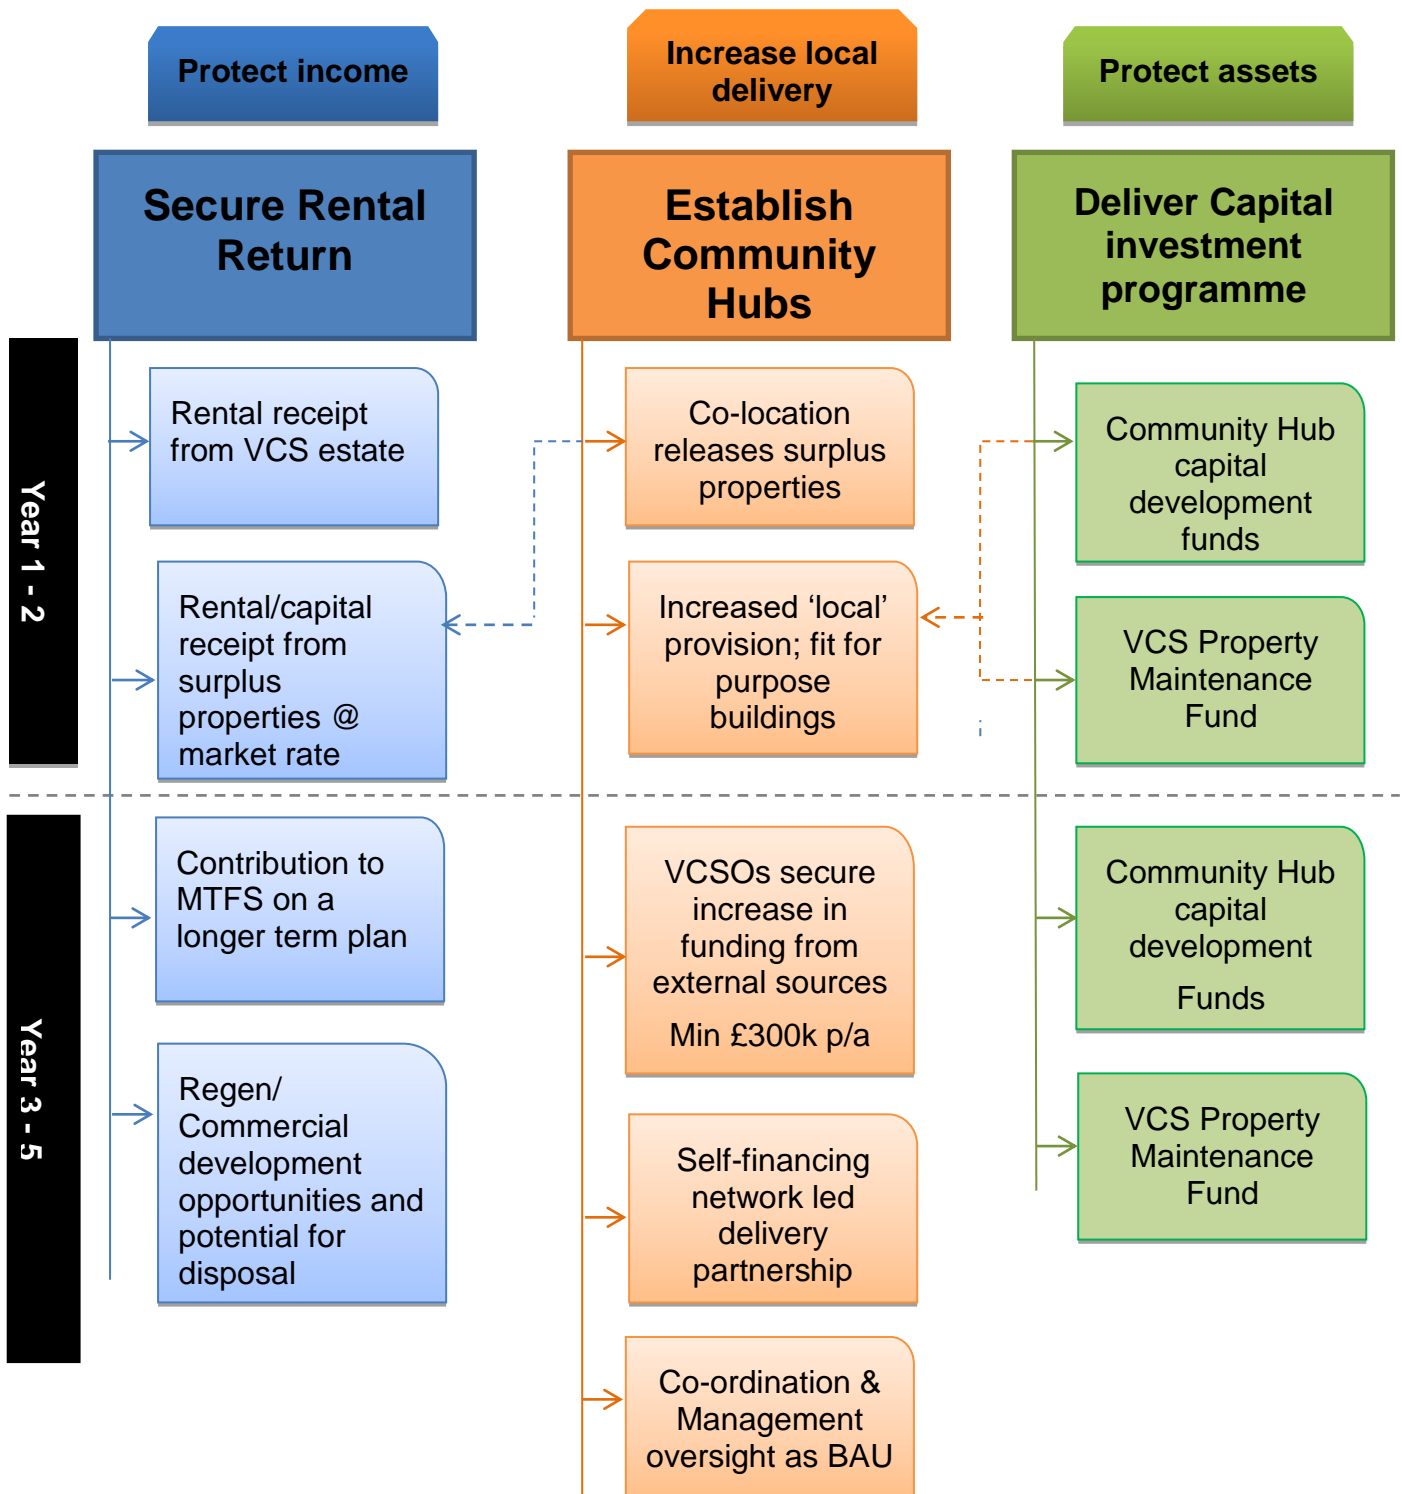 Protect income
Increase local
delivery
Protect assets
Secure Rental
Return
Establish
Community
Hubs
Deliver Capital
investment
programme
Year 1 - 2
Rental receipt
from VCS estate
Rental/capital
receipt from
surplus
properties @
market rate
Co-location
releases surplus
properties
Increased ‘local’
provision; fit for
purpose
buildings
Community Hub
capital
development
funds
VCS Property
Maintenance
Fund
Year 3 - 5
Contribution to
MTFS on a
longer term plan
Regen/
Commercial
development
opportunities and
potential for
disposal
VCSOs secure
increase in
funding from
external sources
Min £300k p/a
Self-financing
network led
delivery
partnership
Co-ordination &
Management
oversight as BAU
Community Hub
capital
development
Funds
VCS Property
Maintenance
Fund